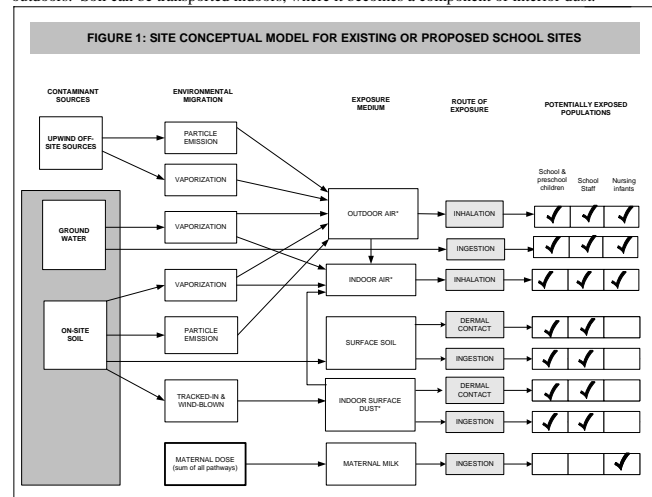 outdoors. Soil can be transported indoors, where it becomes a component of interior dust.
FIGURE 1: SITE CONCEPTUAL MODEL FOR EXISTING OR PROPOSED SCHOOL SITES
CONTAMINANT
SOURCES
ENVIRONMENTAL
MIGRATION
EXPOSURE
MEDIUM
ROUTE OF
EXPOSURE
POTENTIALLY EXPOSED
POPULATIONS
School &
preschool
children
School
Staff
Nursing
infants
UPWIND OFF-
SITE SOURCES
PARTICLE
EMISSION
VAPORIZATION
GROUND
WATER
VAPORIZATION
OUTDOOR AIR*
INHALATION
INGESTION
VAPORIZATION
INDOOR AIR*
INHALATION
ON-SITE
SOIL
PARTICLE
EMISSION
SURFACE SOIL
DERMAL
CONTACT
INGESTION
TRACKED-IN &
WIND-BLOWN
INDOOR SURFACE
DUST*
DERMAL
CONTACT
INGESTION
MATERNAL DOSE
(sum of all pathways)
MATERNAL MILK
INGESTION